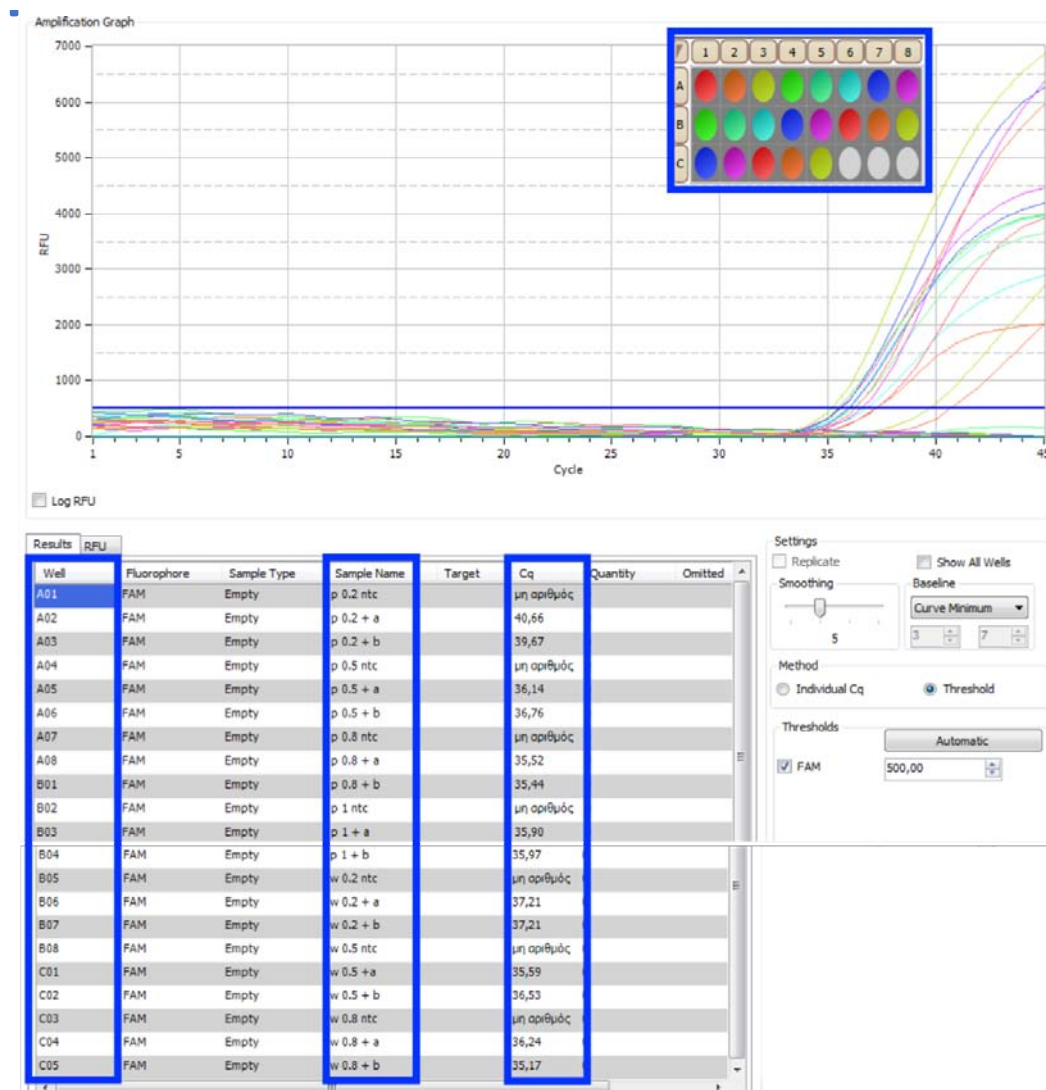 Amplification Graph
7000
6000
5000
4000
3000
2000
1000
0
RFU
1 5 10 15 20 25 30 35 40 45
Cycle
1 2 3 4 5 6 7 8
A
B
C
Log RFU
Results RFU
Well Fluorophore Sample Type Sample Name Target Cq Quantity Omitted
A01 FAM Empty p 0.2 ntc μη αριθμός
A02 FAM Empty p 0.2 + a 40,66
A03 FAM Empty p 0.2 + b 39,67
A04 FAM Empty p 0.5 ntc μη αριθμός
A05 FAM Empty p 0.5 + a 36,14
A06 FAM Empty p 0.5 + b 36,76
A07 FAM Empty p 0.8 ntc μη αριθμός
A08 FAM Empty p 0.8 + a 35,52
B01 FAM Empty p 0.8 + b 35,44
B02 FAM Empty p 1 ntc μη αριθμός
B03 FAM Empty p 1 + a 35,90
B04 FAM Empty p 1 + b 35,97
B05 FAM Empty w 0.2 ntc μη αριθμός
B06 FAM Empty w 0.2 + a 37,21
B07 FAM Empty w 0.2 + b 37,21
B08 FAM Empty w 0.5 ntc μη αριθμός
C01 FAM Empty w 0.5 +a 35,59
C02 FAM Empty w 0.5 + b 36,53
C03 FAM Empty w 0.8 ntc μη αριθμός
C04 FAM Empty w 0.8 + a 36,24
C05 FAM Empty w 0.8 + b 35,17
Settings
Replicate Show All Wells
Smoothing Baseline
Curve Minimum
5 3 7
Method
Individual Cq Threshold
Thresholds
Automatic
FAM 500,00